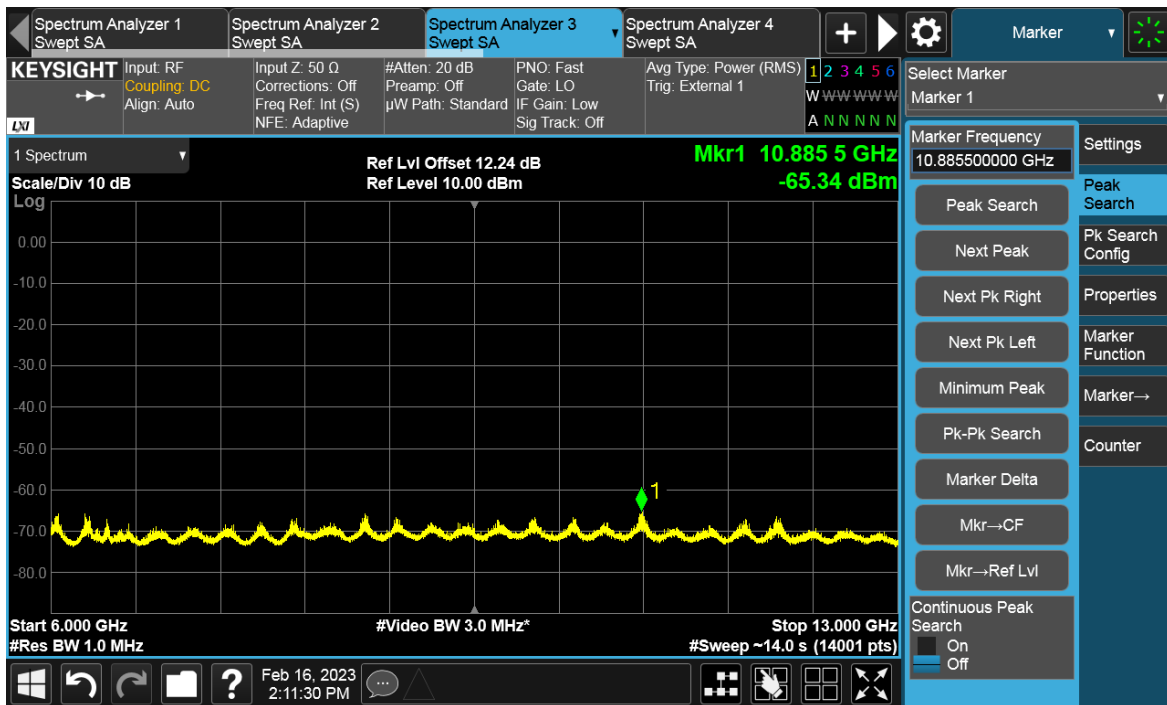 Spectrum Analyzer 1
Swept SA
Spectrum Analyzer 2
Swept SA
Spectrum Analyzer 3
Swept SA
Spectrum Analyzer 4
Swept SA
+
Marker
KEYSIGHT
LXI
Input: RF
Coupling: DC
Align: Auto
Input Z: 50 Ω
Corrections: Off
Freq Ref: Int (S)
NFE: Adaptive
#Atten: 20 dB
Preamp: Off
µW Path: Standard
PNO: Fast
Gate: LO
IF Gain: Low
Sig Track: Off
Avg Type: Power (RMS)
Trig: External 1
1 2 3 4 5 6
W W W W W W
A N N N N N
Select Marker
Marker 1
1 Spectrum
Scale/Div 10 dB
Log
Ref Lvl Offset 12.24 dB
Ref Level 10.00 dBm
Mkr1 10.885 5 GHz
-65.34 dBm
0.00
-10.0
-20.0
-30.0
-40.0
-50.0
-60.0
-70.0
-80.0
1
Start 6.000 GHz
#Res BW 1.0 MHz
#Video BW 3.0 MHz*
Stop 13.000 GHz
#Sweep ~14.0 s (14001 pts)
Marker Frequency
10.885500000 GHz
Peak Search
Next Peak
Next Pk Right
Next Pk Left
Minimum Peak
Pk-Pk Search
Marker Delta
Mkr→CF
Mkr→Ref Lvl
Continuous Peak
Search
On
Off
Settings
Peak
Search
Pk Search
Config
Properties
Marker
Function
Marker→
Counter
?
Feb 16, 2023
2:11:30 PM